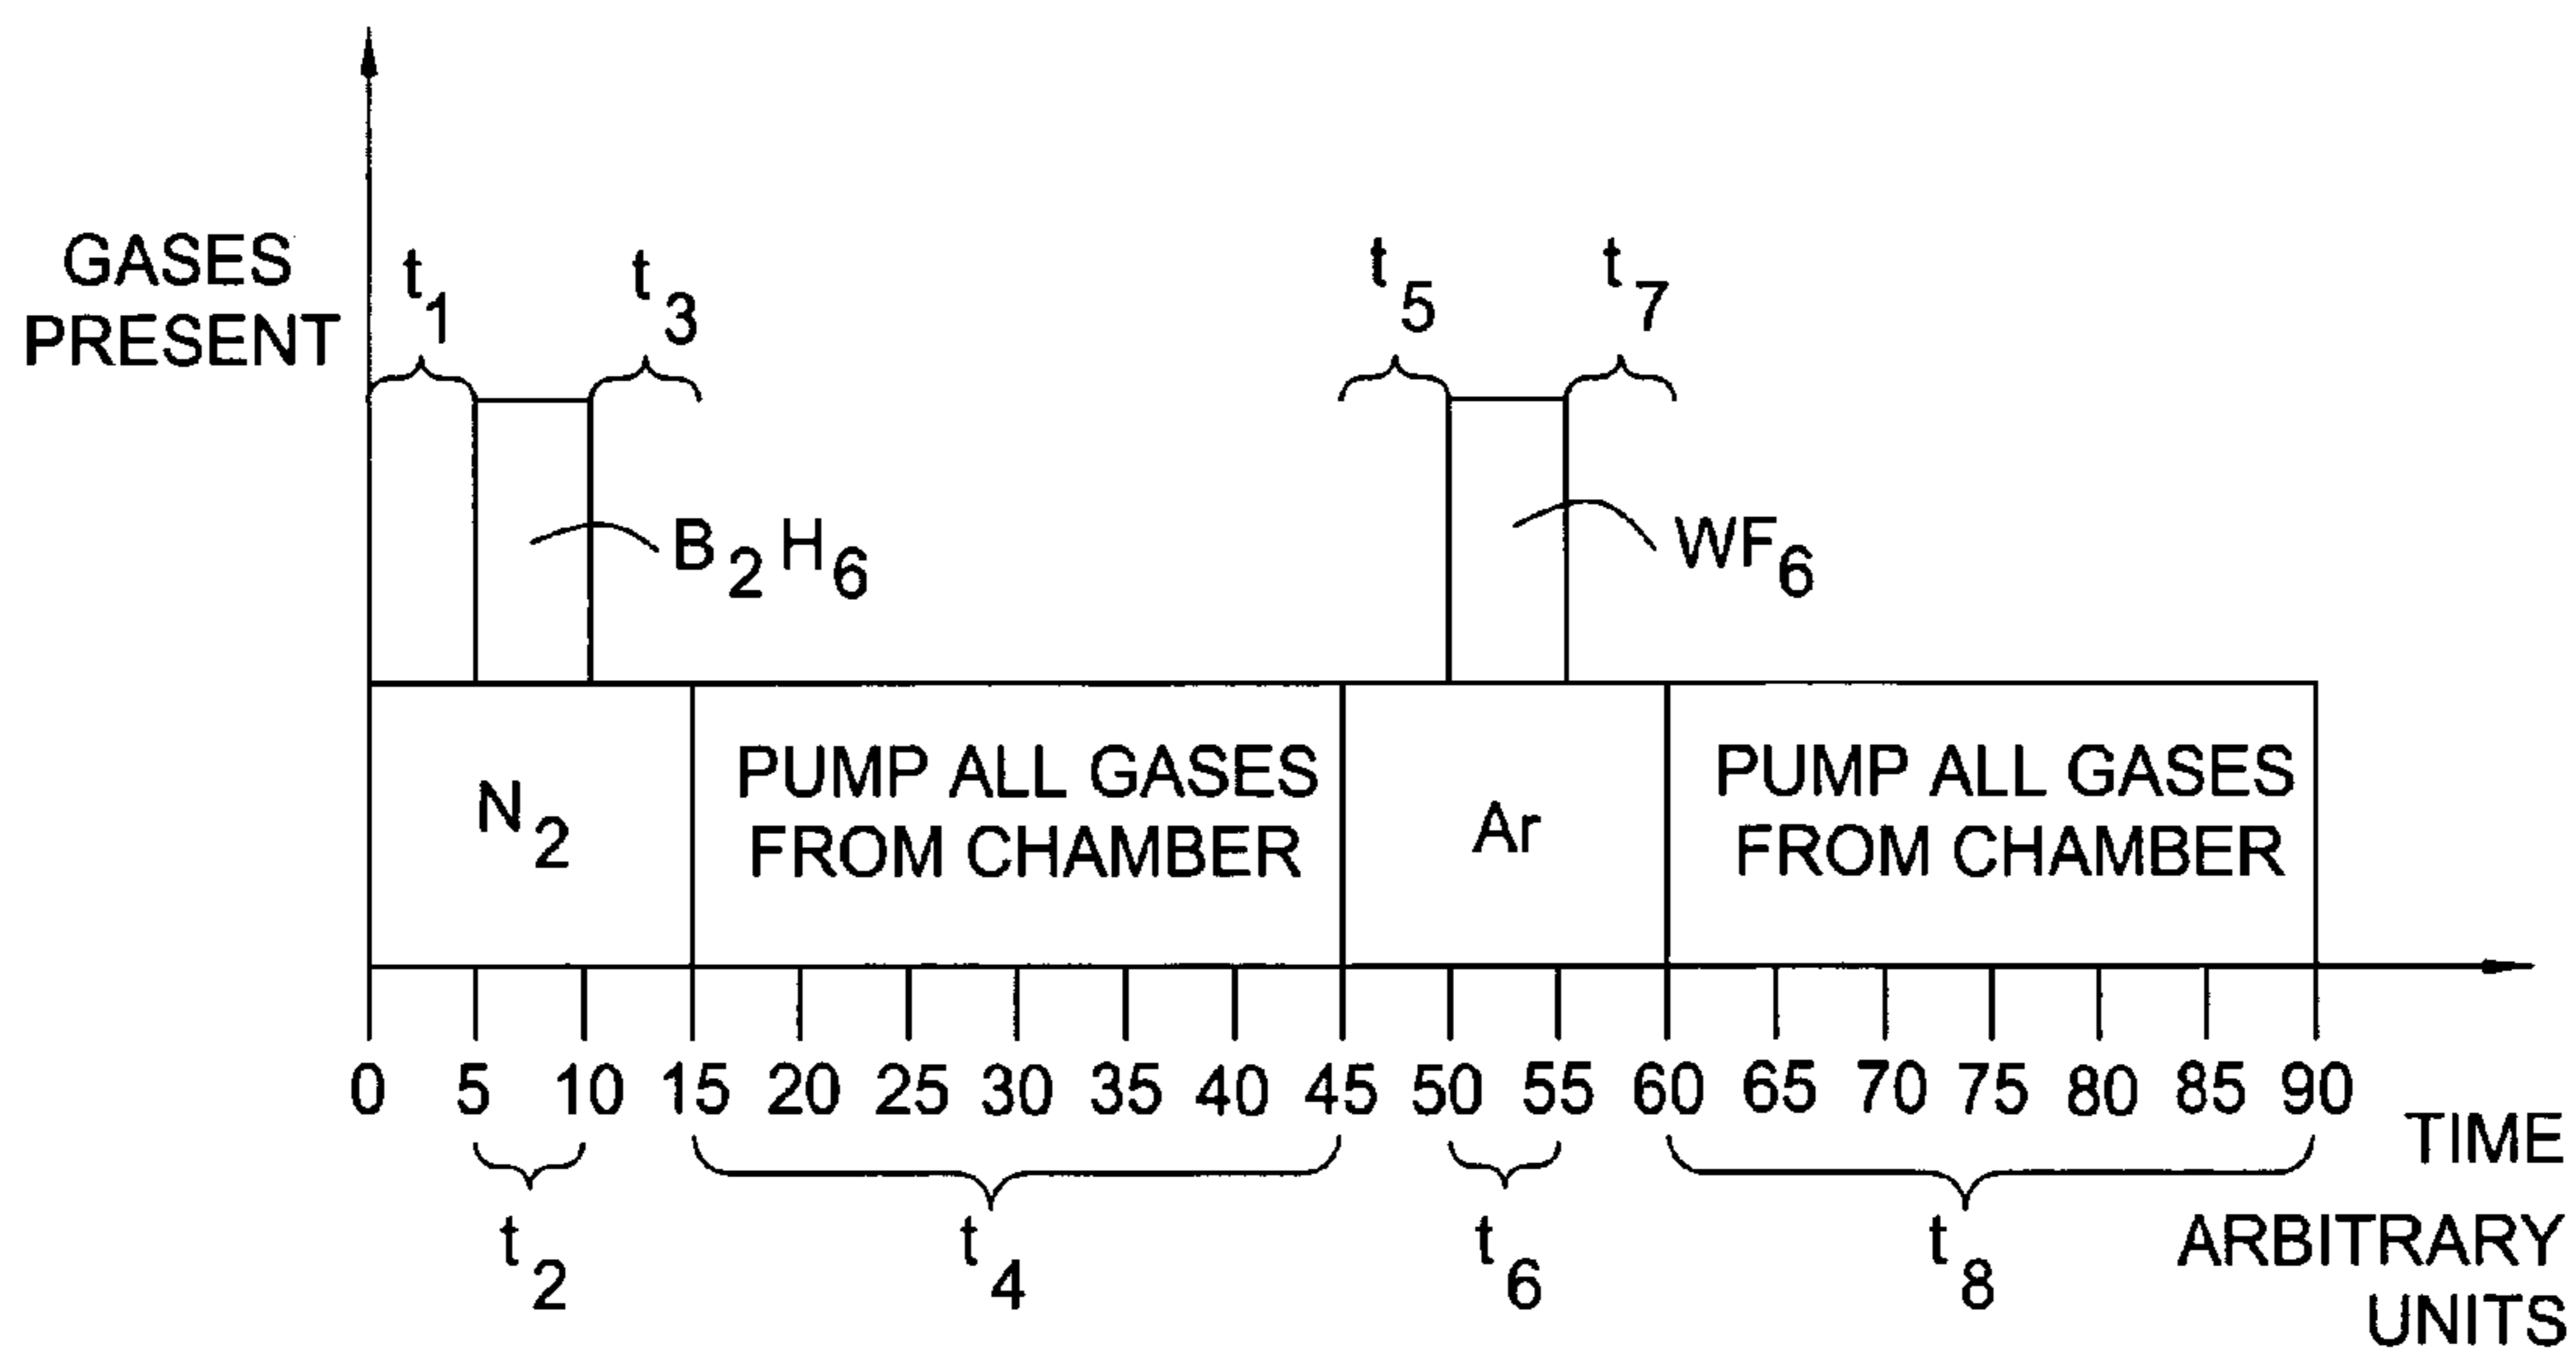 GASES
PRESENT
t1 t3 t5 t7
B2H6 WF6
N2
PUMP ALL GASES
FROM CHAMBER
Ar
PUMP ALL GASES
FROM CHAMBER
0 5 10 15 20 25 30 35 40 45 50 55 60 65 70 75 80 85 90
TIME
t2 t4 t6 t8
ARBITRARY
UNITS